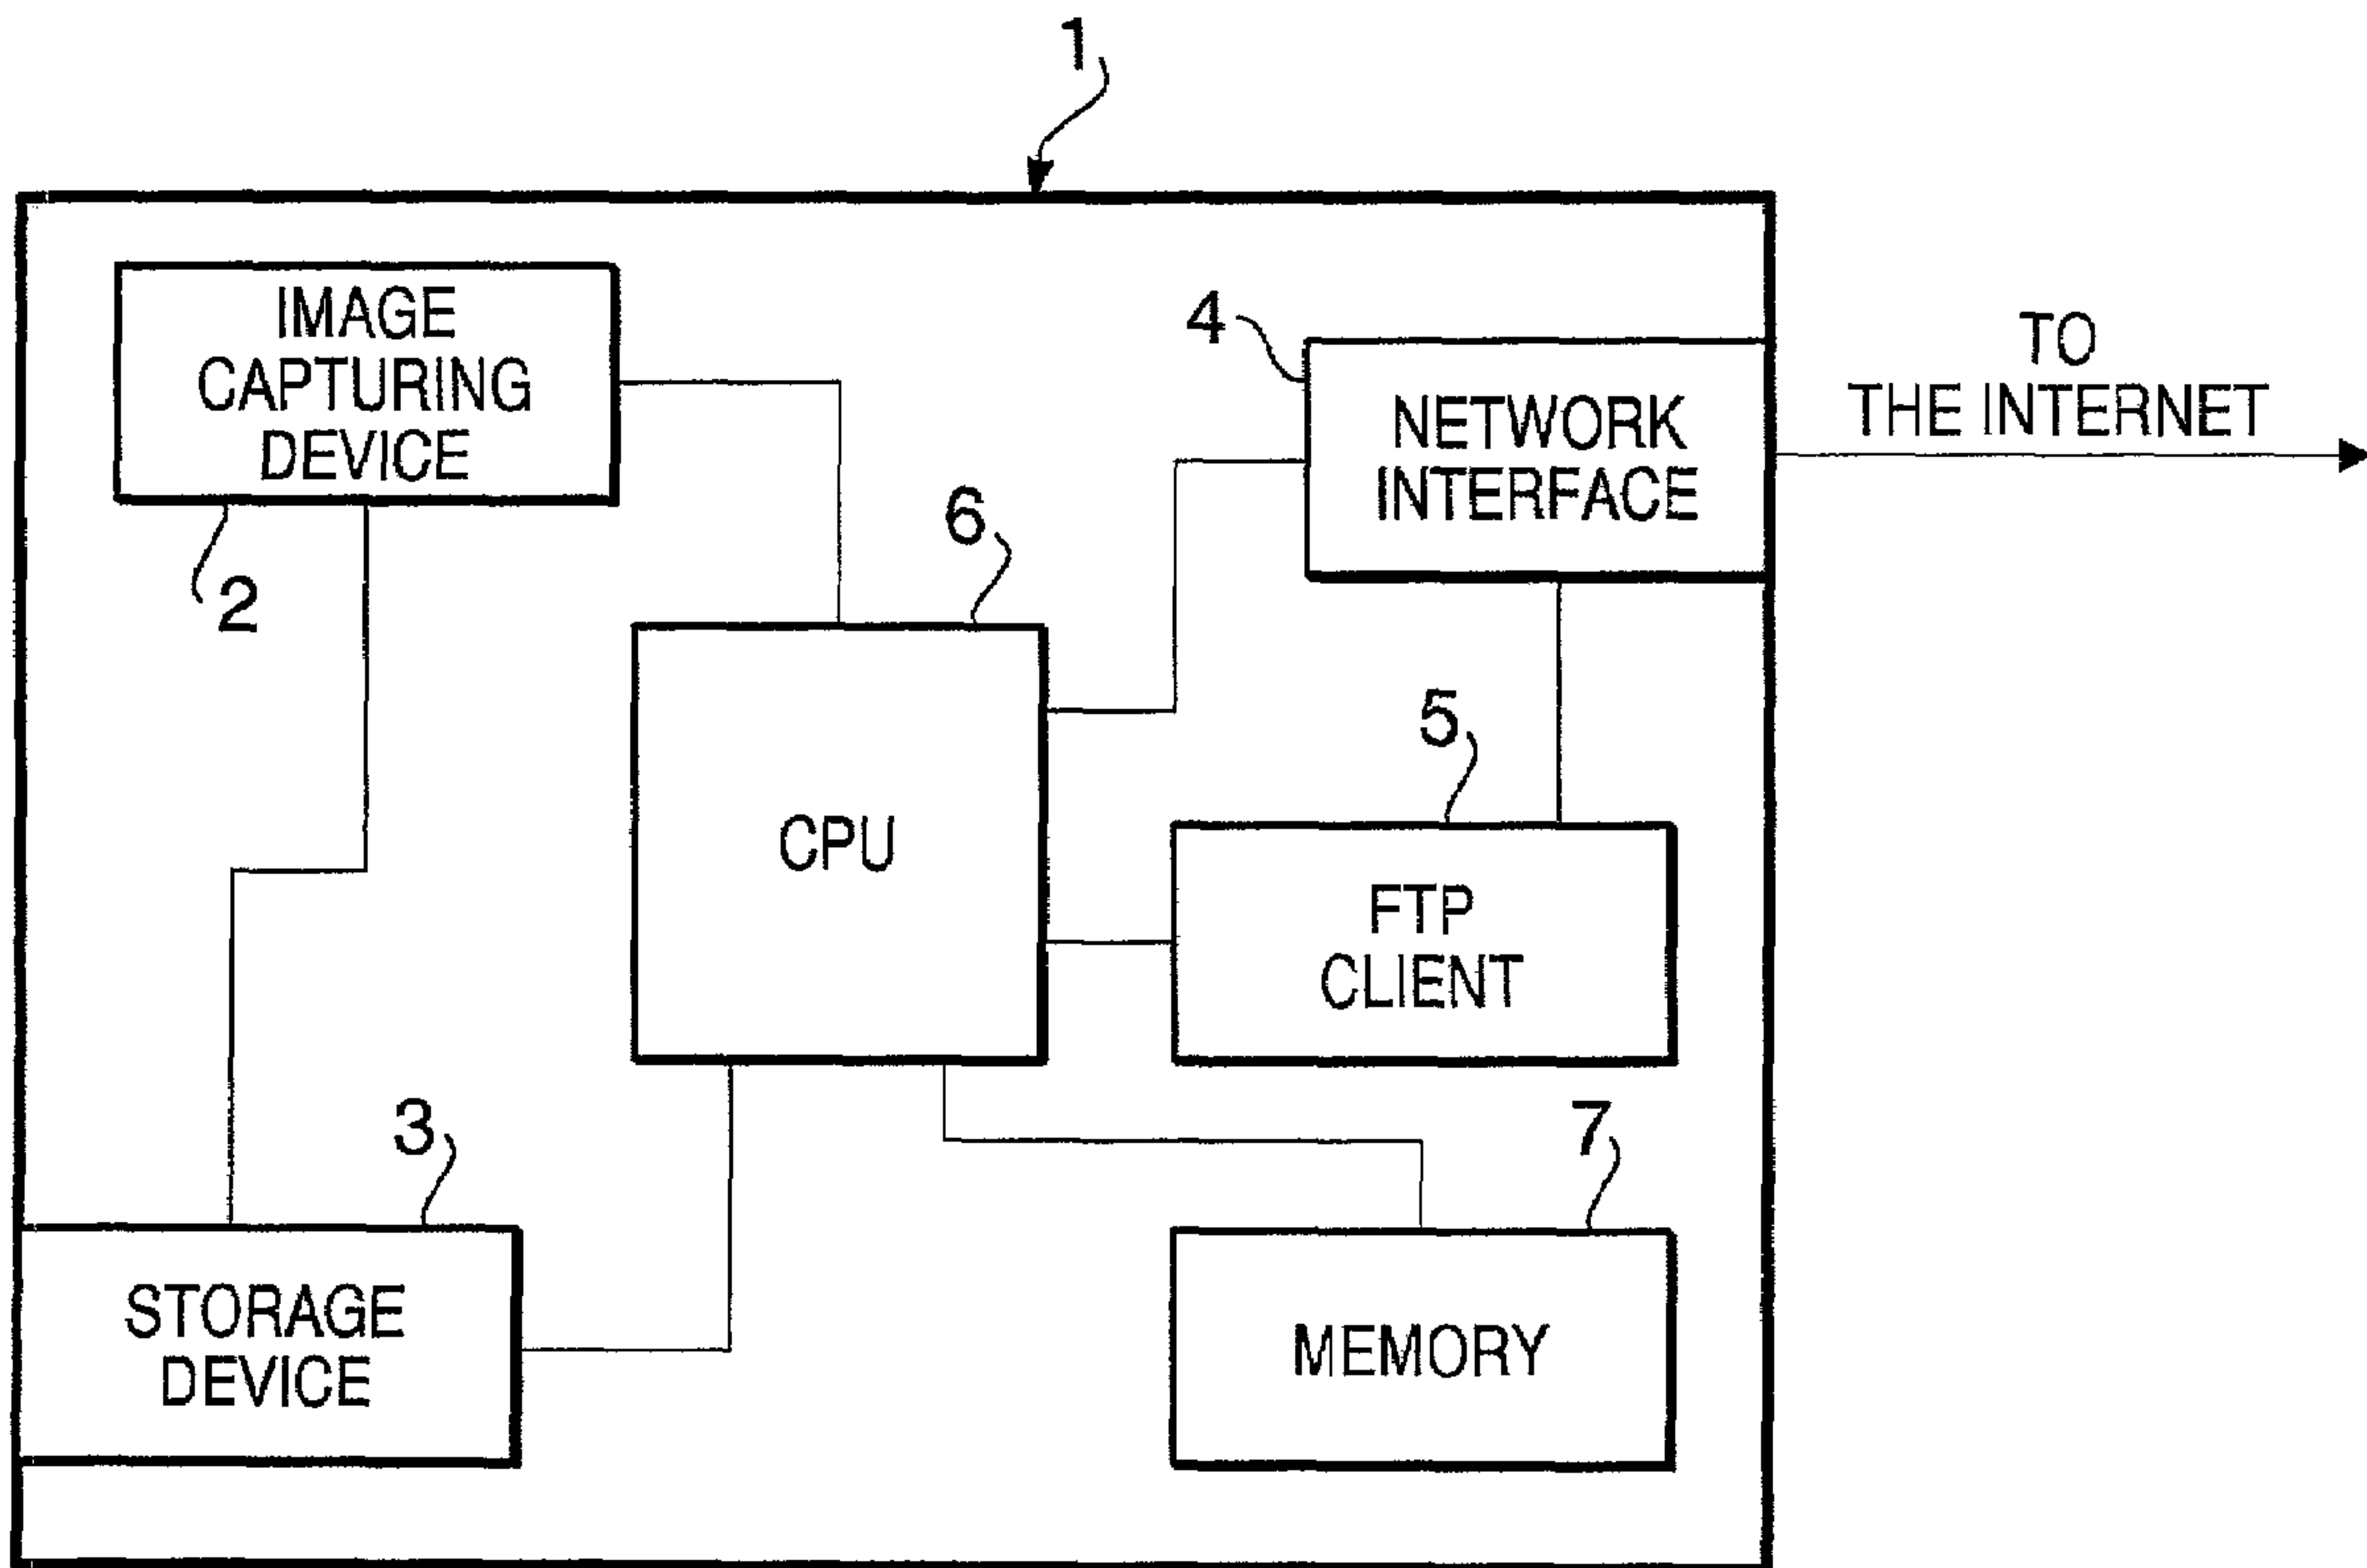 1
IMAGE
CAPTURING
DEVICE
2
4
NETWORK
INTERFACE
TO
THE INTERNET
6
CPU
5
FTP
CLIENT
3
STORAGE
DEVICE
7
MEMORY